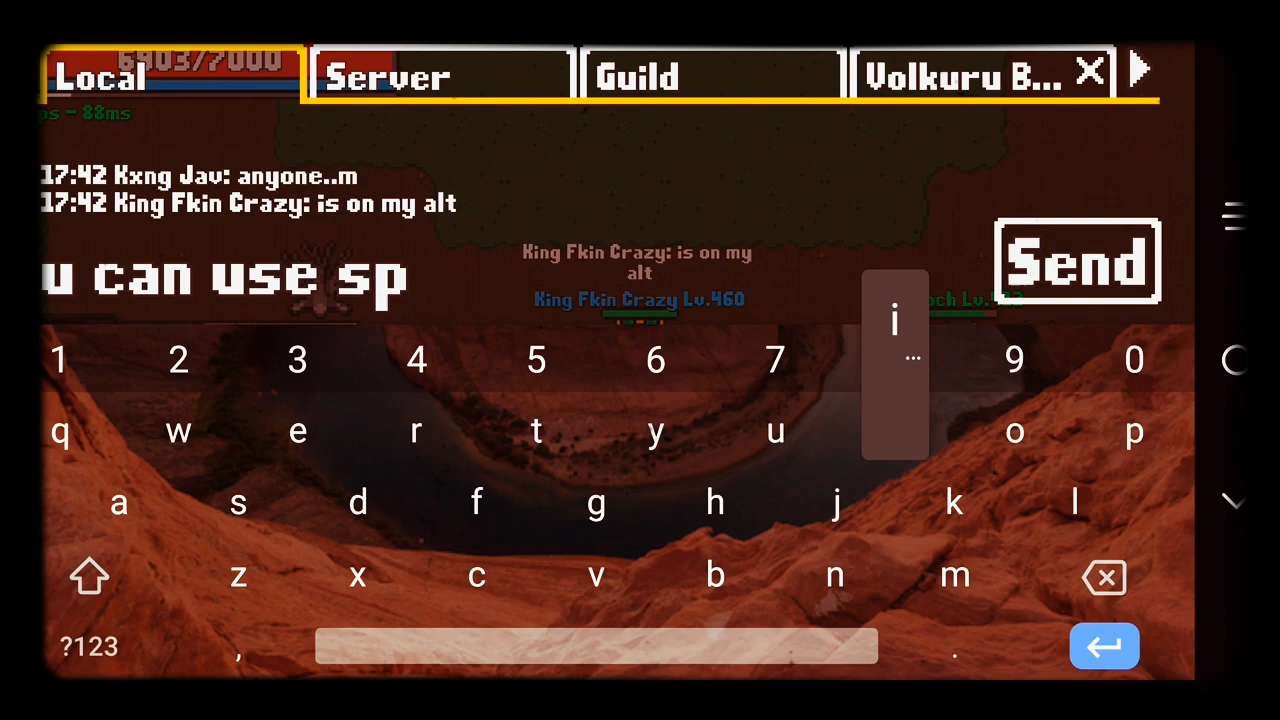 6903/7000
Local
Server
Guild
Volkuru B...
ps - 88ms
17:42 Kxng Jav: anyone..m
17:42 King Fkin Crazy: is on my alt
King Fkin Crazy: is on my
alt
u can use sp
Send
King Fkin Crazy Lv.460
i
...
1 2 3 4 5 6 7 9 0
q w e r t y u o p
a s d f g h j k l
z x c v b n m
?123 , .